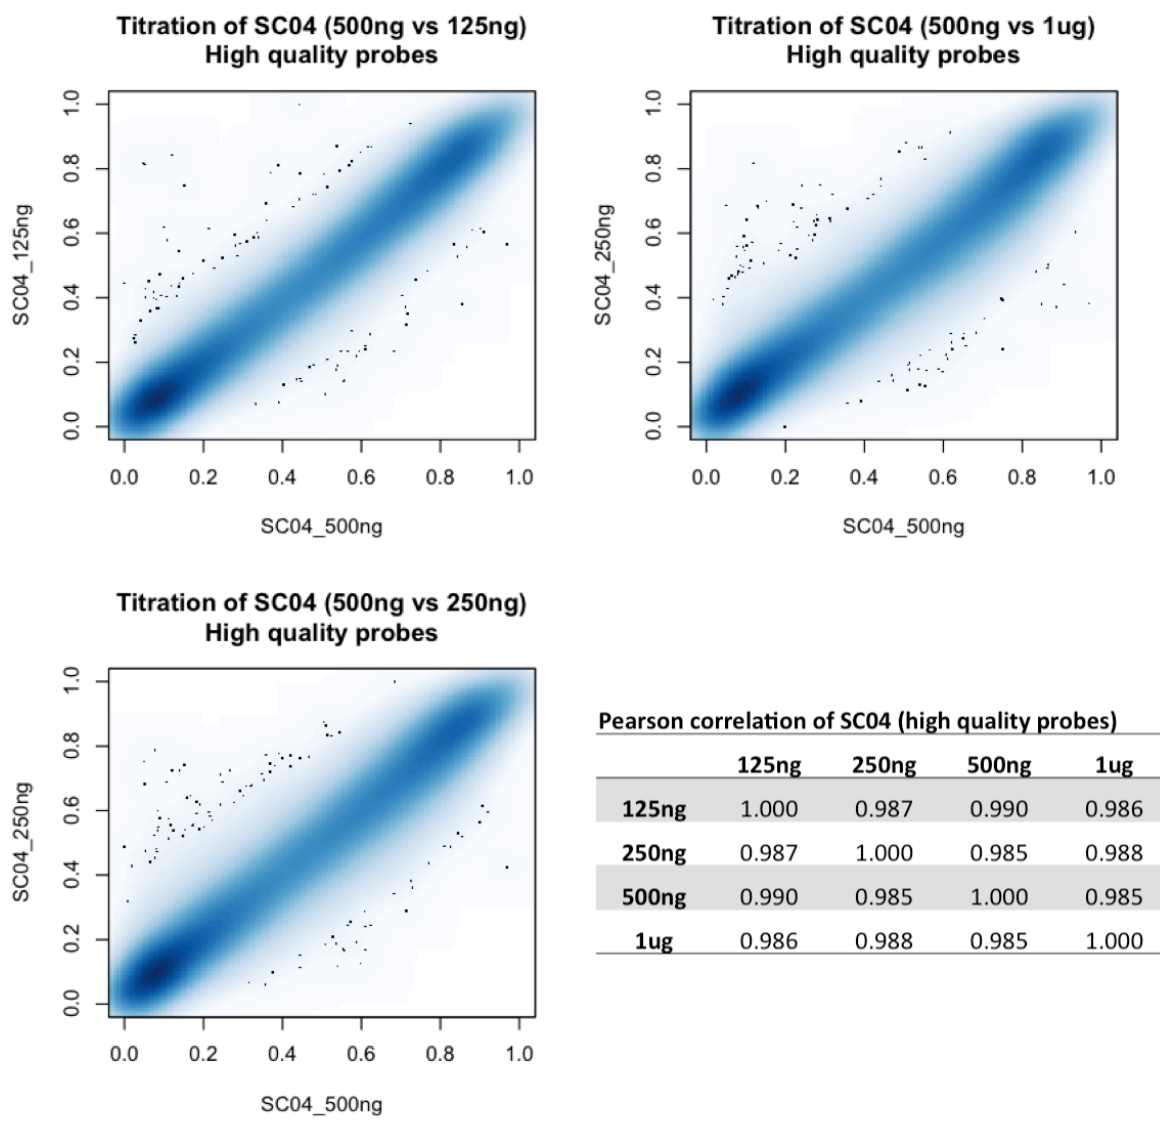 Titration of SC04 (500ng vs 125ng)
High quality probes
1.0
0.8
0.6
0.4
0.2
0.0
SC04_125ng
0.0 0.2 0.4 0.6 0.8 1.0
SC04_500ng
Titration of SC04 (500ng vs 1ug)
High quality probes
1.0
0.8
0.6
0.4
0.2
0.0
SC04_250ng
0.0 0.2 0.4 0.6 0.8 1.0
SC04_500ng
Titration of SC04 (500ng vs 250ng)
High quality probes
1.0
0.8
0.6
0.4
0.2
0.0
SC04_250ng
0.0 0.2 0.4 0.6 0.8 1.0
SC04_500ng
Pearson correlation of SC04 (high quality probes)
125ng 250ng 500ng 1ug
125ng 1.000 0.987 0.990 0.986
250ng 0.987 1.000 0.985 0.988
500ng 0.990 0.985 1.000 0.985
1ug 0.986 0.988 0.985 1.000